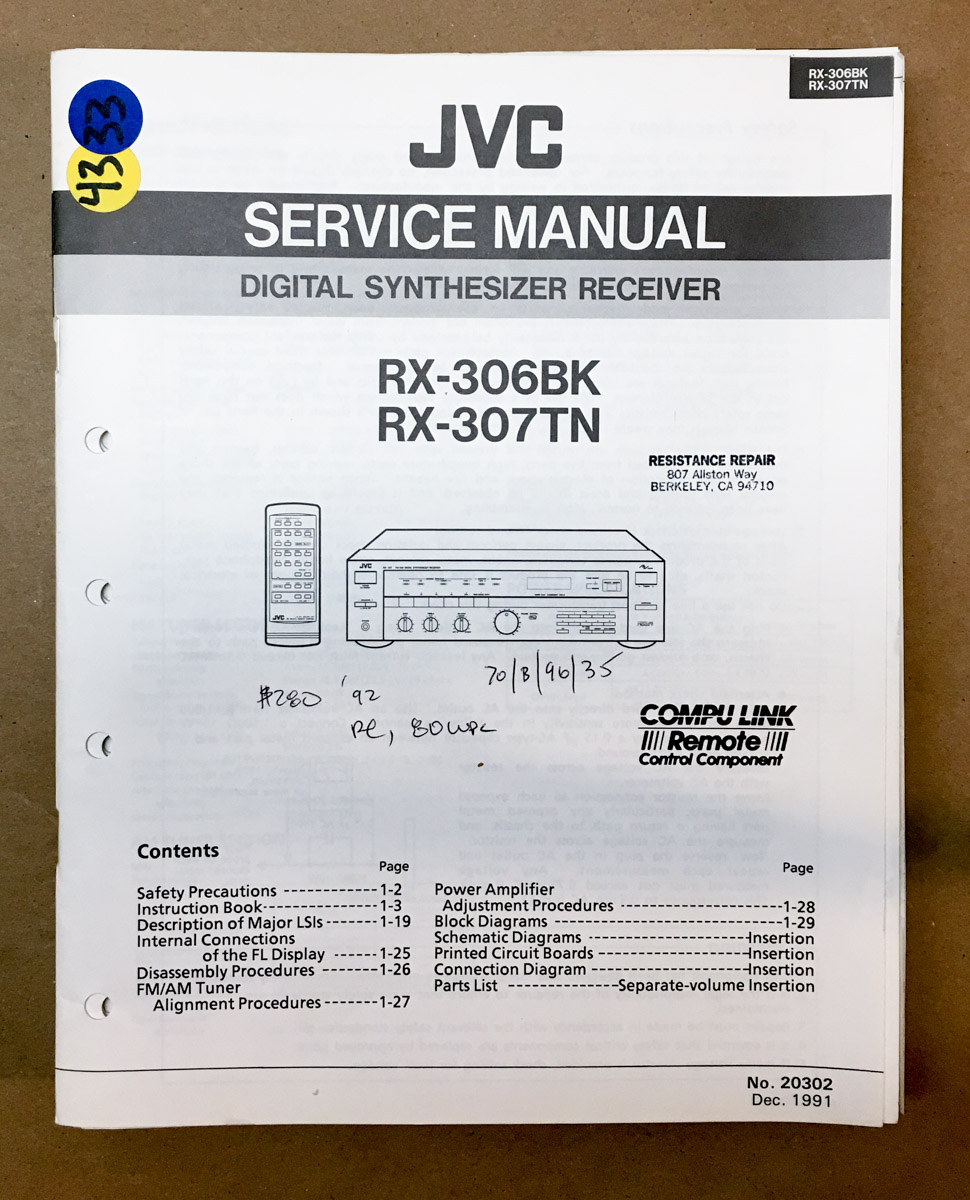 RX-306BK
RX-307TN
33
43
JVC
SERVICE MANUAL
DIGITAL SYNTHESIZER RECEIVER
RX-306BK
RX-307TN
RESISTANCE REPAIR
807 Allston Way
BERKELEY, CA 94710
JVC
JVC
70/8/96/35
$280 '92
80wpc
COMPU LINK
Remote
Control Component
Contents
Page
Safety Precautions ------------- 1-2
Instruction Book ---------------- 1-3
Description of Major LSIs ------- 1-19
Internal Connections
of the FL Display ------ 1-25
Disassembly Procedures ------- 1-26
FM/AM Tuner
Alignment Procedures ------- 1-27
Page
Power Amplifier
Adjustment Procedures --------------------- 1-28
Block Diagrams ----------------------------- 1-29
Schematic Diagrams --------------------- Insertion
Printed Circuit Boards ------------------- Insertion
Connection Diagram -------------------- Insertion
Parts List -------------- Separate-volume Insertion
No. 20302
Dec. 1991